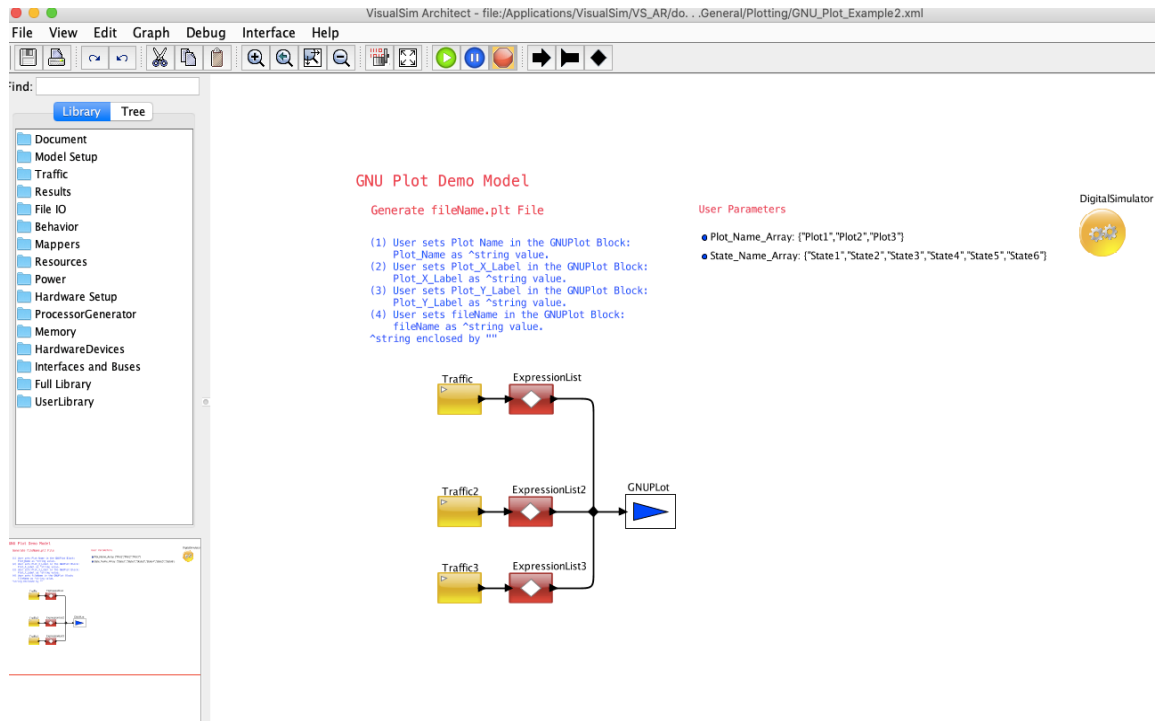 VisualSim Architect - file:/Applications/VisualSim/VS_AR/do. . .General/Plotting/GNU_Plot_Example2.xml
File View Edit Graph Debug Interface Help
Find:
Library Tree
Document
Model Setup
Traffic
Results
File IO
Behavior
Mappers
Resources
Power
Hardware Setup
ProcessorGenerator
Memory
HardwareDevices
Interfaces and Buses
Full Library
UserLibrary
GNU Plot Demo Model
Generate fileName.plt File
(1) User sets Plot Name in the GNUPlot Block:
Plot_Name as ^string value.
(2) User sets Plot_X_Label in the GNUPlot Block:
Plot_X_Label as ^string value.
(3) User sets Plot_Y_Label in the GNUPlot Block:
Plot_Y_Label as ^string value.
(4) User sets fileName in the GNUPlot Block:
fileName as ^string value.
^string enclosed by ""
User Parameters
Plot_Name_Array: {"Plot1","Plot2","Plot3"}
State_Name_Array: {"State1","State2","State3","State4","State5","State6"}
DigitalSimulator
Traffic
ExpressionList
Traffic2
ExpressionList2
GNUPLot
Traffic3
ExpressionList3